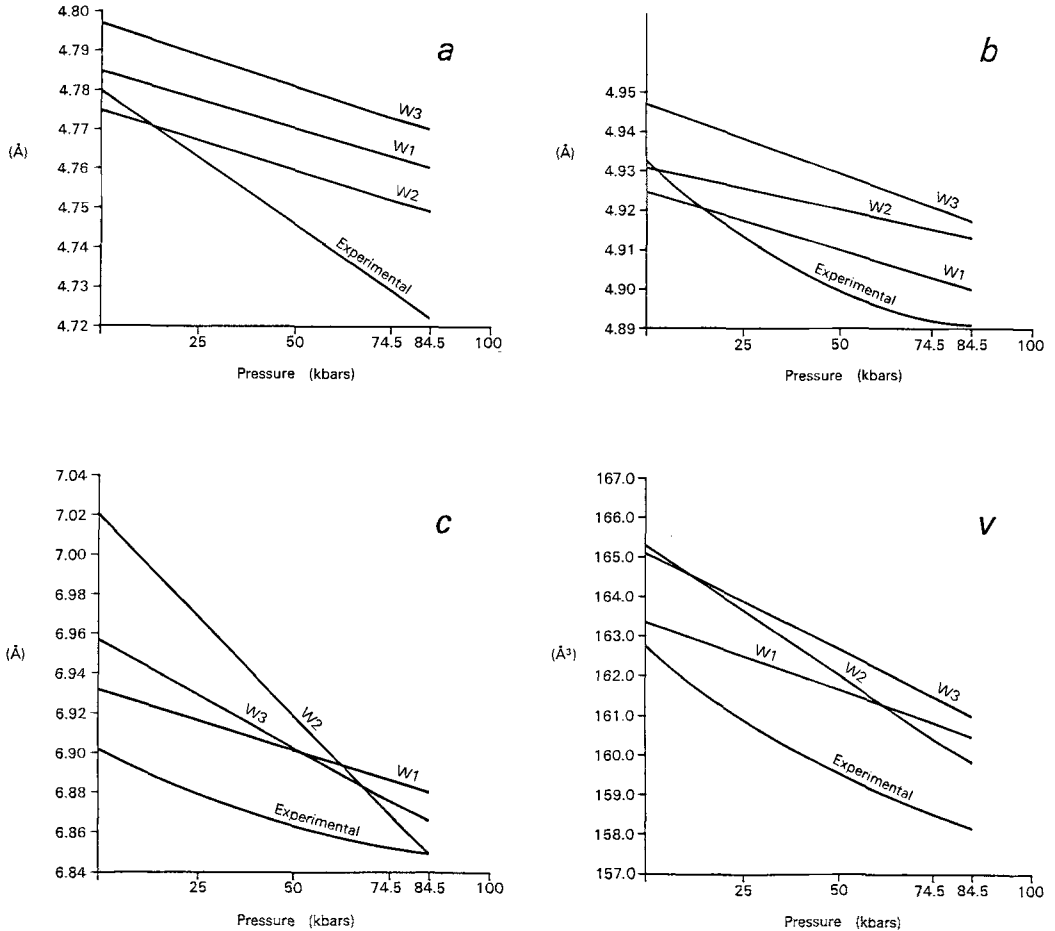 a
4.80
4.79
4.78
4.77
4.76
4.75
4.74
4.73
4.72
(Å)
W3
W1
W2
Experimental
25
50
74.5
84.5
100
Pressure (kbars)
b
4.95
4.94
4.93
4.92
4.91
4.90
4.89
(Å)
W3
W2
W1
Experimental
25
50
74.5
84.5
100
Pressure (kbars)
c
7.04
7.02
7.00
6.98
6.96
6.94
6.92
6.90
6.88
6.86
6.84
(Å)
W3
W2
W1
Experimental
25
50
74.5
84.5
100
Pressure (kbars)
v
167.0
166.0
165.0
164.0
163.0
162.0
161.0
160.0
159.0
158.0
157.0
(Å³)
W1
W2
W3
Experimental
25
50
74.5
84.5
100
Pressure (kbars)